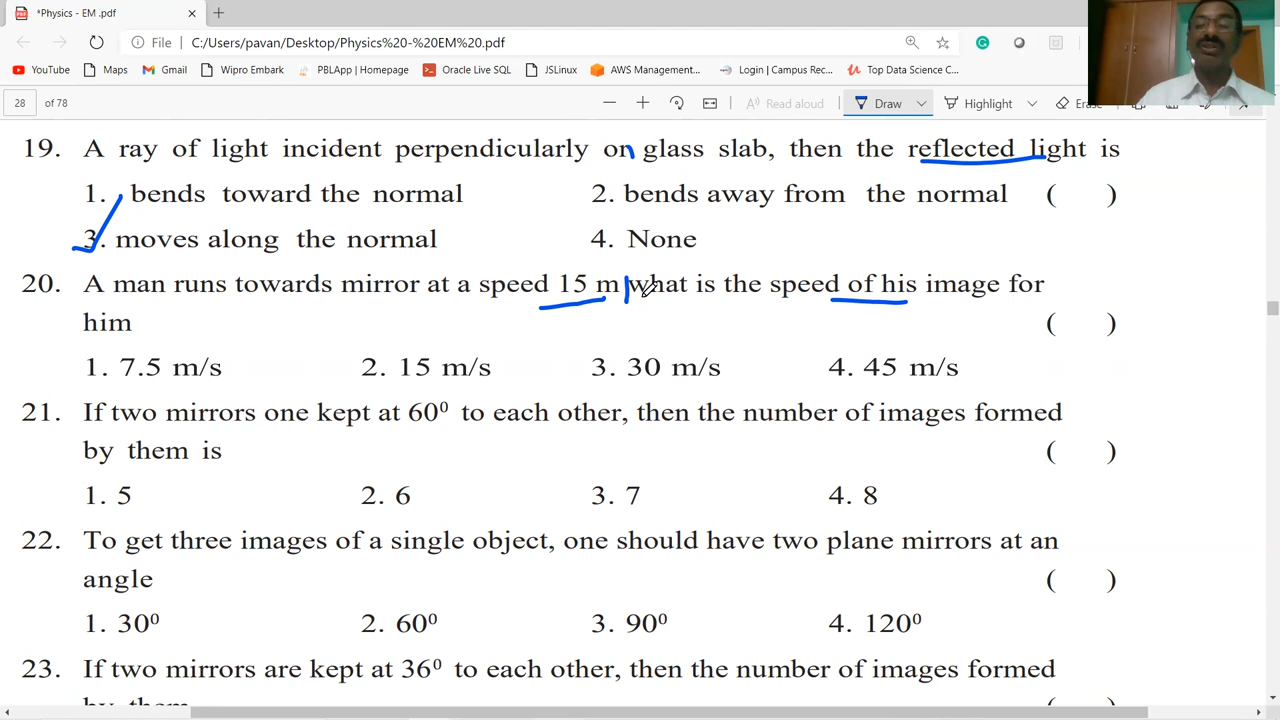 *Physics - EM .pdf
File C:/Users/pavan/Desktop/Physics%20-%20EM%20.pdf
YouTube Maps Gmail Wipro Embark PBLApp | Homepage Oracle Live SQL JSLinux AWS Management... Login | Campus Rec... Top Data Science C...
28 of 78 Read aloud Draw Highlight Erase
19. A ray of light incident perpendicularly on glass slab, then the reflected light is
1. bends toward the normal 2. bends away from the normal ( )
3. moves along the normal 4. None
20. A man runs towards mirror at a speed 15 m what is the speed of his image for
him ( )
1. 7.5 m/s 2. 15 m/s 3. 30 m/s 4. 45 m/s
21. If two mirrors one kept at 60⁰ to each other, then the number of images formed
by them is ( )
1. 5 2. 6 3. 7 4. 8
22. To get three images of a single object, one should have two plane mirrors at an
angle ( )
1. 30⁰ 2. 60⁰ 3. 90⁰ 4. 120⁰
23. If two mirrors are kept at 36⁰ to each other, then the number of images formed
by them ( )